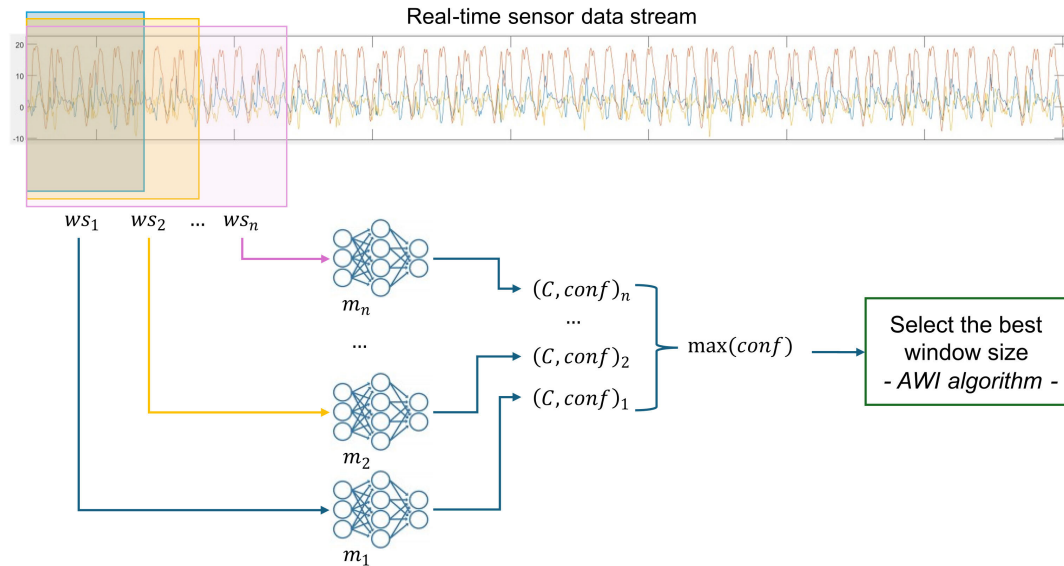 Real-time sensor data stream
20
10
0
-10
ws₁ ws₂ ... wsₙ
mₙ
(C, conf)ₙ
...
...
(C, conf)₂
max(conf)
Select the best
window size
- AWI algorithm -
(C, conf)₁
m₂
m₁